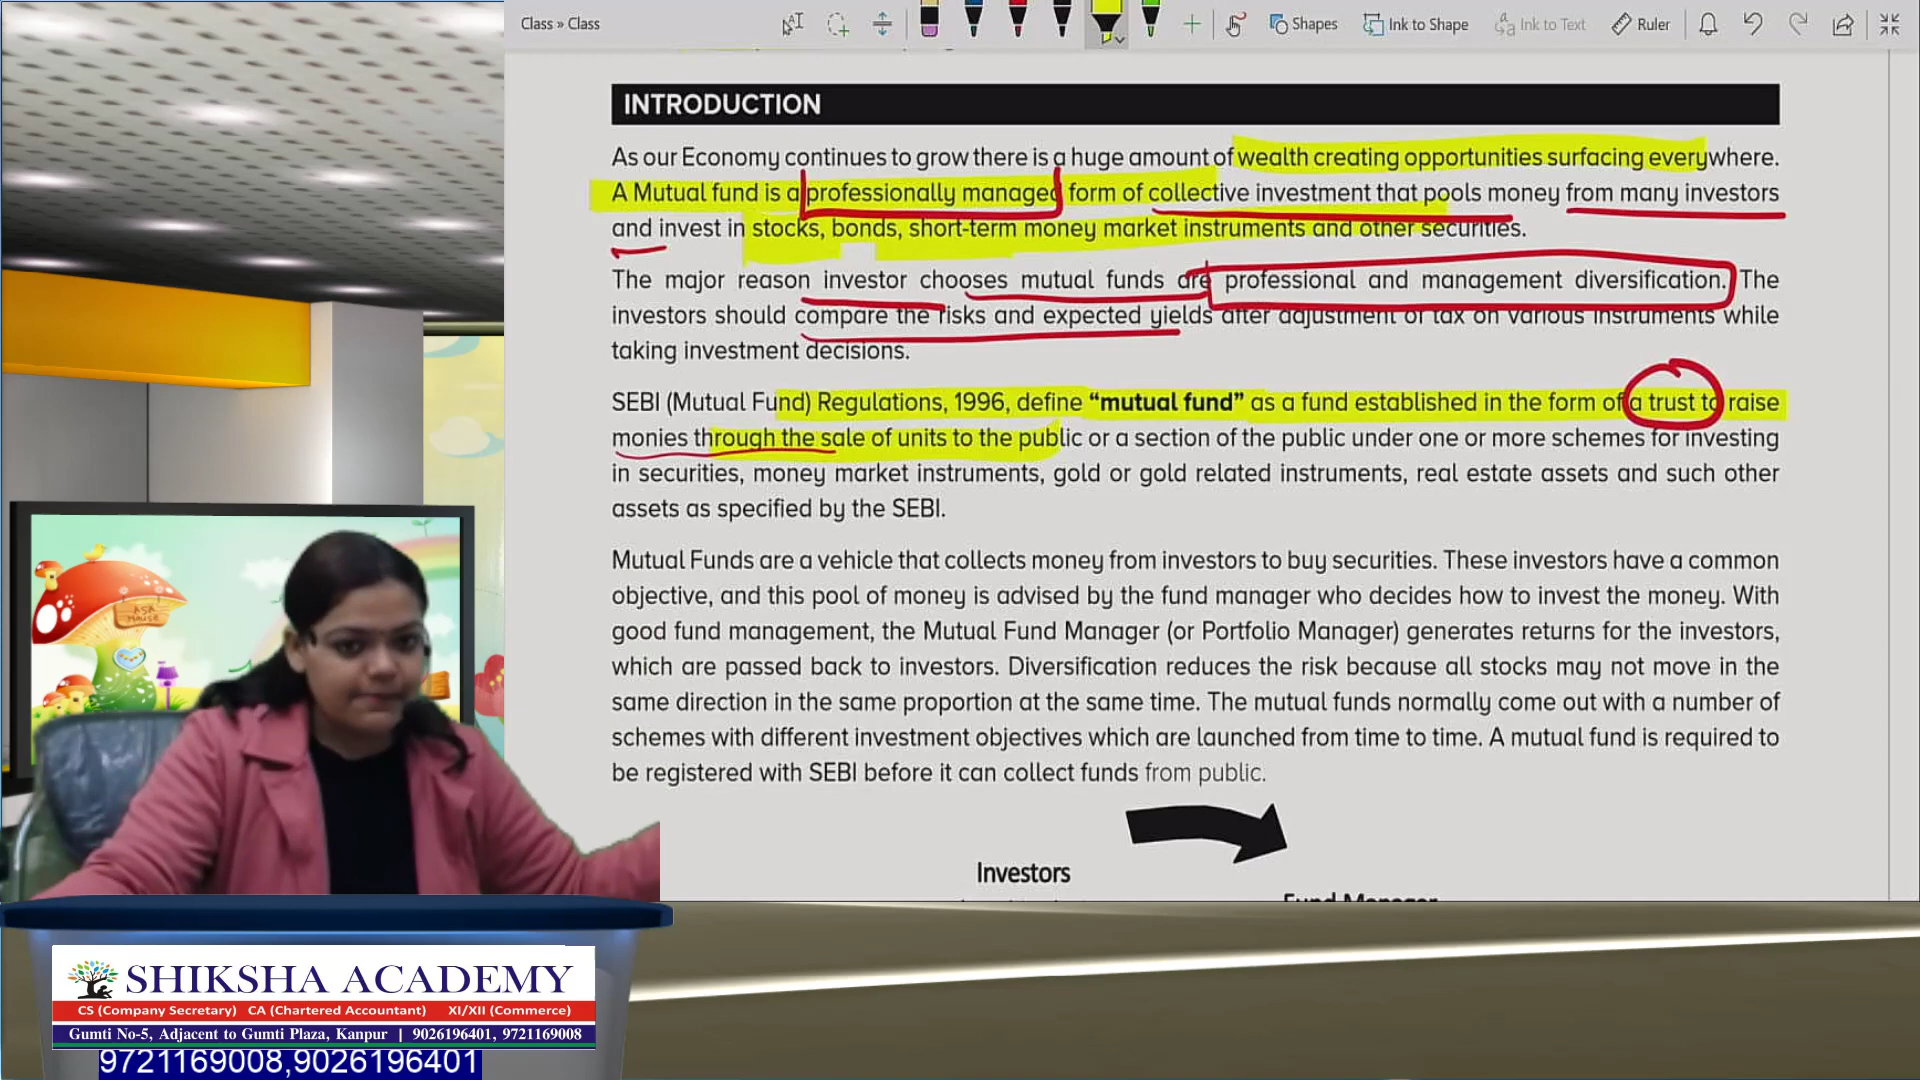 Class » Class
Shapes
Ink to Shape
Ink to Text
Ruler
INTRODUCTION
As our Economy continues to grow there is a huge amount of wealth creating opportunities surfacing everywhere.
A Mutual fund is a professionally managed form of collective investment that pools money from many investors
and invest in stocks, bonds, short-term money market instruments and other securities.
The major reason investor chooses mutual funds are professional and management diversification. The
investors should compare the risks and expected yields after adjustment of tax on various instruments while
taking investment decisions.
SEBI (Mutual Fund) Regulations, 1996, define “mutual fund” as a fund established in the form of a trust to raise
monies through the sale of units to the public or a section of the public under one or more schemes for investing
in securities, money market instruments, gold or gold related instruments, real estate assets and such other
assets as specified by the SEBI.
Mutual Funds are a vehicle that collects money from investors to buy securities. These investors have a common
objective, and this pool of money is advised by the fund manager who decides how to invest the money. With
good fund management, the Mutual Fund Manager (or Portfolio Manager) generates returns for the investors,
which are passed back to investors. Diversification reduces the risk because all stocks may not move in the
same direction in the same proportion at the same time. The mutual funds normally come out with a number of
schemes with different investment objectives which are launched from time to time. A mutual fund is required to
be registered with SEBI before it can collect funds from public.
Investors
Fund Manager
ASA
HOUSE
SHIKSHA ACADEMY
CS (Company Secretary) CA (Chartered Accountant) XI/XII (Commerce)
Gumti No-5, Adjacent to Gumti Plaza, Kanpur | 9026196401, 9721169008
9721169008,9026196401